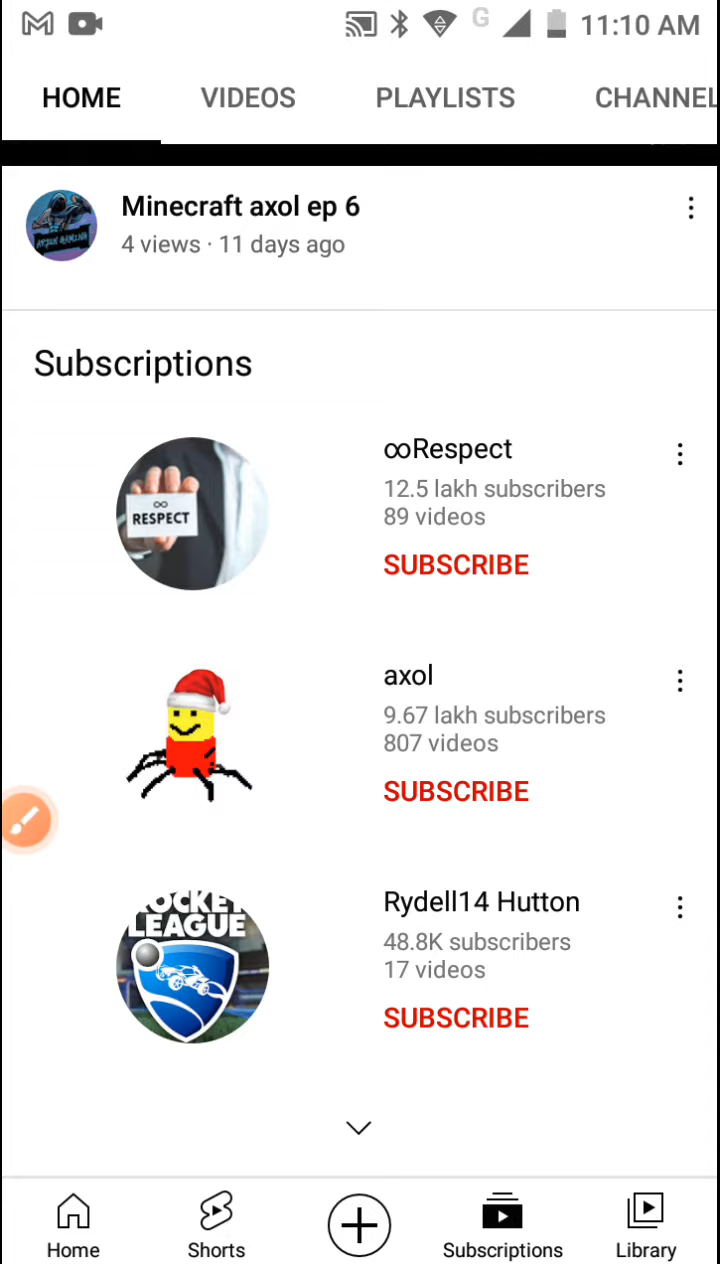 G 11:10 AM
HOME VIDEOS PLAYLISTS CHANNEL
Minecraft axol ep 6
4 views · 11 days ago
Subscriptions
∞Respect
12.5 lakh subscribers
89 videos
SUBSCRIBE
∞
RESPECT
axol
9.67 lakh subscribers
807 videos
SUBSCRIBE
Rydell14 Hutton
48.8K subscribers
17 videos
SUBSCRIBE
ROCKET
LEAGUE
Home Shorts Subscriptions Library